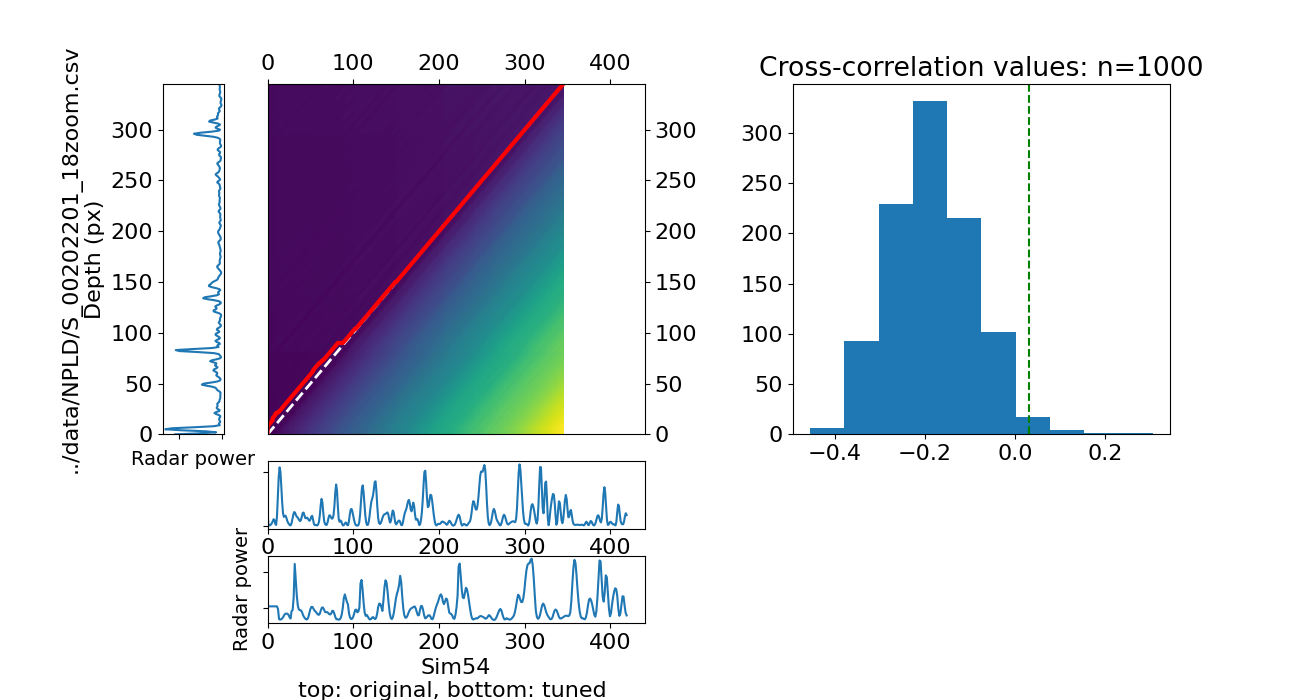 Cross-correlation values: n=1000
0 100 200 300 400
../data/NPLD/S_00202201_18zoom.csv
Depth (px)
300 300 300
250 250 250
200 200 200
150 150 150
100 100 100
50 50 50
0 0 0
−0.4 −0.2 0.0 0.2
Radar power
0 100 200 300 400
Radar power
0 100 200 300 400
Sim54
top: original, bottom: tuned